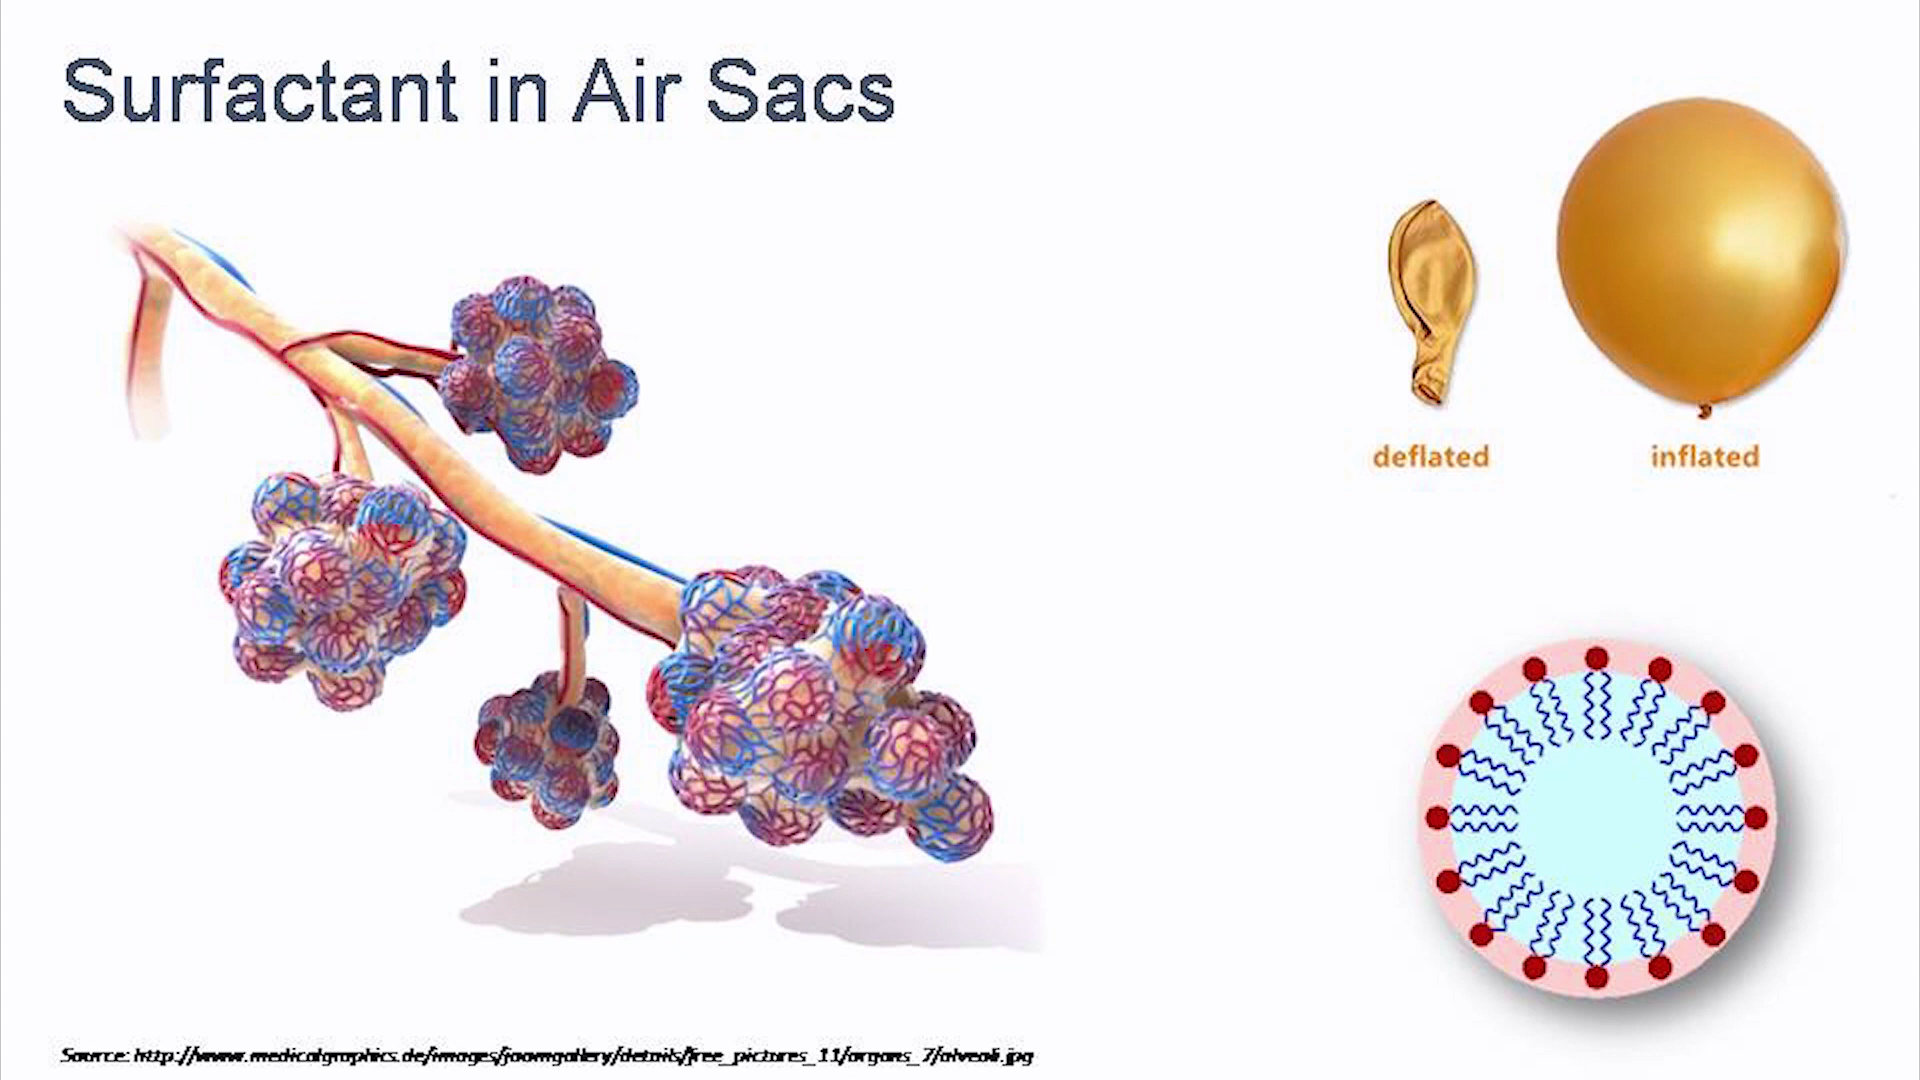 Surfactant in Air Sacs
deflated
inflated
Source: http://www.medicalgraphics.de/images/joomgallery/details/free_pictures_11/organs_7/alveoli.jpg